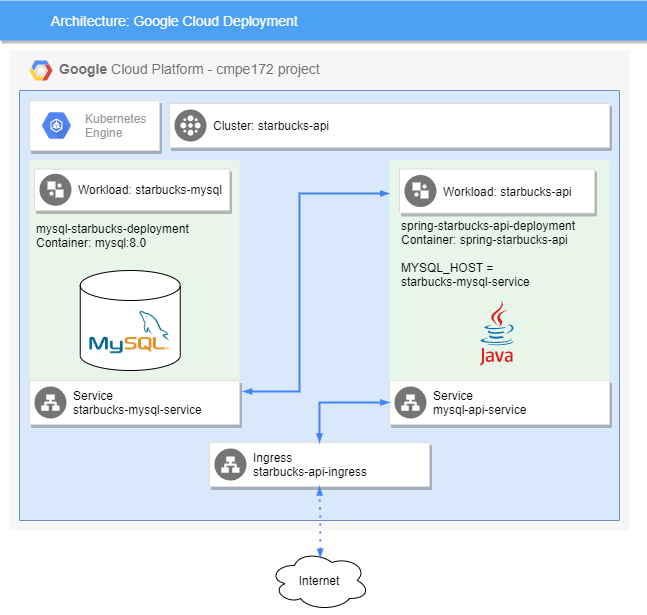 Architecture: Google Cloud Deployment
Google Cloud Platform - cmpe172 project
Kubernetes
Engine
Cluster: starbucks-api
Workload: starbucks-mysql
mysql-starbucks-deployment
Container: mysql:8.0
MySQL
Service
starbucks-mysql-service
Workload: starbucks-api
spring-starbucks-api-deployment
Container: spring-starbucks-api
MYSQL_HOST =
starbucks-mysql-service
Java
Service
mysql-api-service
Ingress
starbucks-api-ingress
Internet